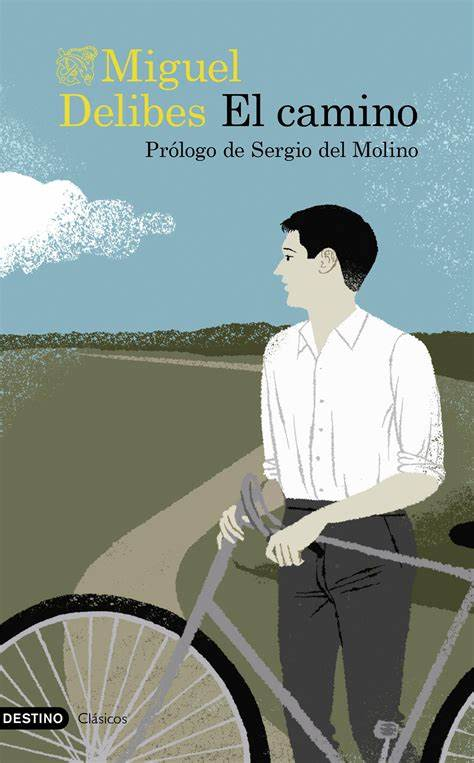 Miguel
Delibes El camino
Prólogo de Sergio del Molino
DESTINO Clásicos